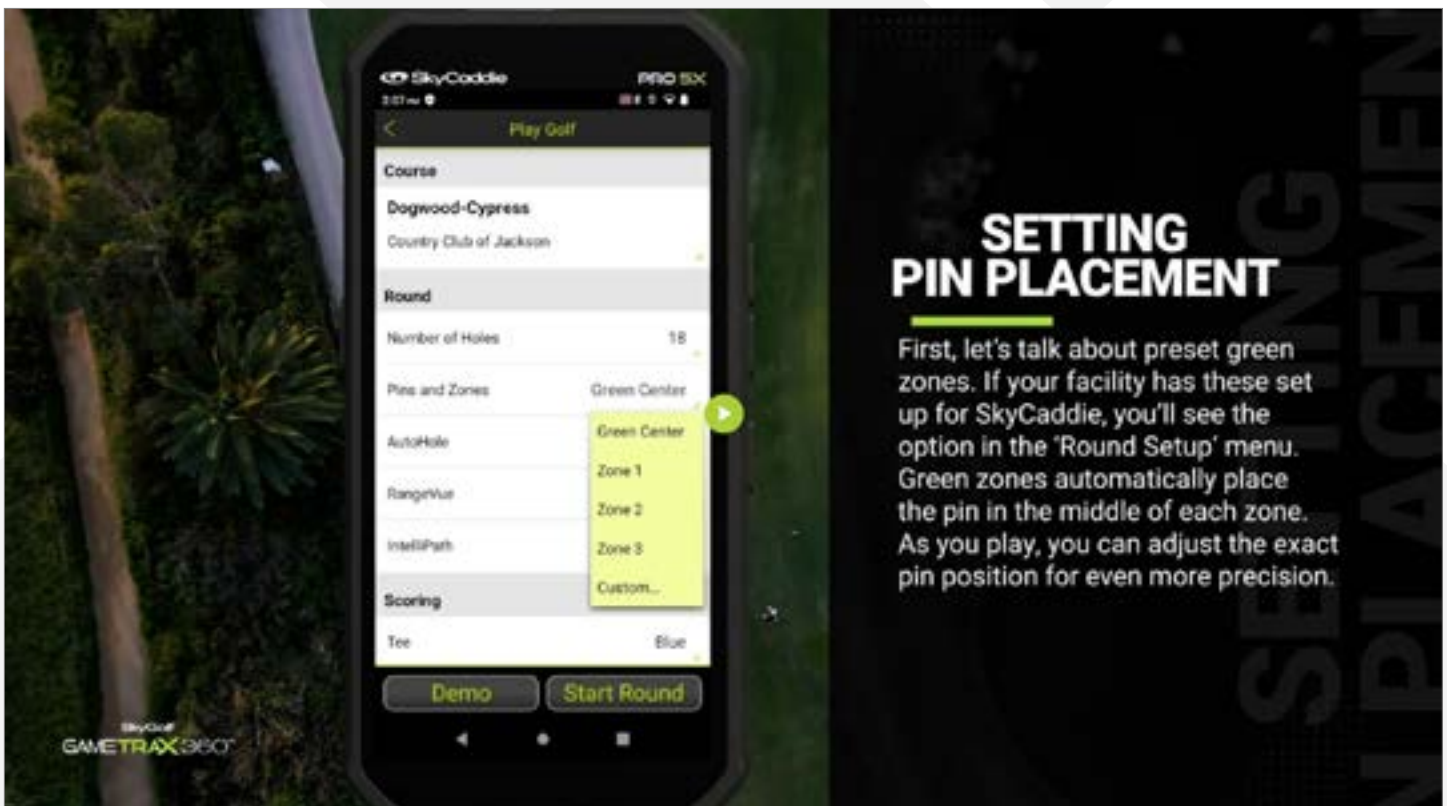 SkyCaddie PRO 5X
2:07 PM
Play Golf
Course
Dogwood-Cypress
Country Club of Jackson
Round
Number of Holes 18
Pins and Zones Green Center
AutoHole
RangeVue
IntelliPath
Green Center
Zone 1
Zone 2
Zone 3
Custom...
Scoring
Tee Blue
Demo Start Round
SkyGolf
GAMETRAX360
SETTING
PIN PLACEMENT
First, let's talk about preset green
zones. If your facility has these set
up for SkyCaddie, you'll see the
option in the 'Round Setup' menu.
Green zones automatically place
the pin in the middle of each zone.
As you play, you can adjust the exact
pin position for even more precision.
SETTING
N PLACEMEN